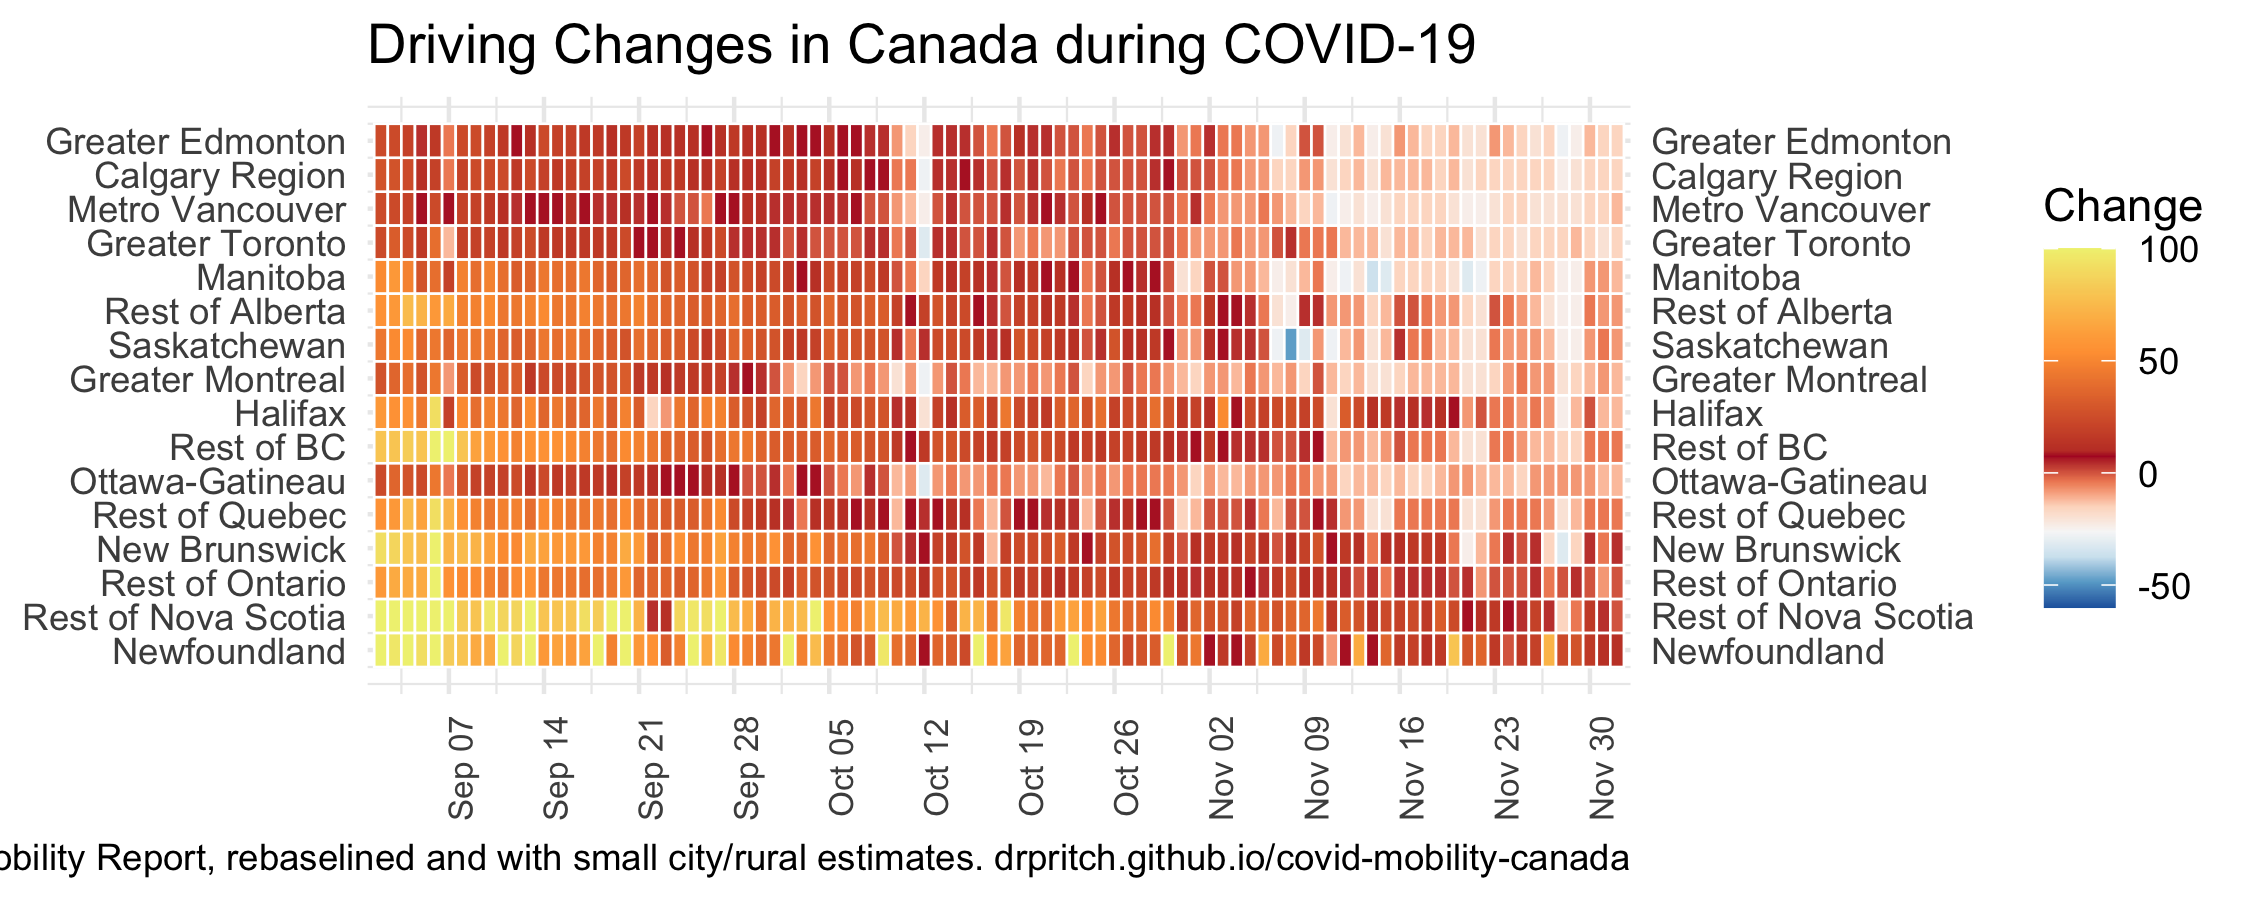 Driving Changes in Canada during COVID-19
Greater Edmonton
Calgary Region
Metro Vancouver
Greater Toronto
Manitoba
Rest of Alberta
Saskatchewan
Greater Montreal
Halifax
Rest of BC
Ottawa-Gatineau
Rest of Quebec
New Brunswick
Rest of Ontario
Rest of Nova Scotia
Newfoundland
Greater Edmonton
Calgary Region
Metro Vancouver
Greater Toronto
Manitoba
Rest of Alberta
Saskatchewan
Greater Montreal
Halifax
Rest of BC
Ottawa-Gatineau
Rest of Quebec
New Brunswick
Rest of Ontario
Rest of Nova Scotia
Newfoundland
Change
100
50
0
-50
Sep 07
Sep 14
Sep 21
Sep 28
Oct 05
Oct 12
Oct 19
Oct 26
Nov 02
Nov 09
Nov 16
Nov 23
Nov 30
Report, rebaselined and with small city/rural estimates. drpritch.github.io/covid-mobility-canada